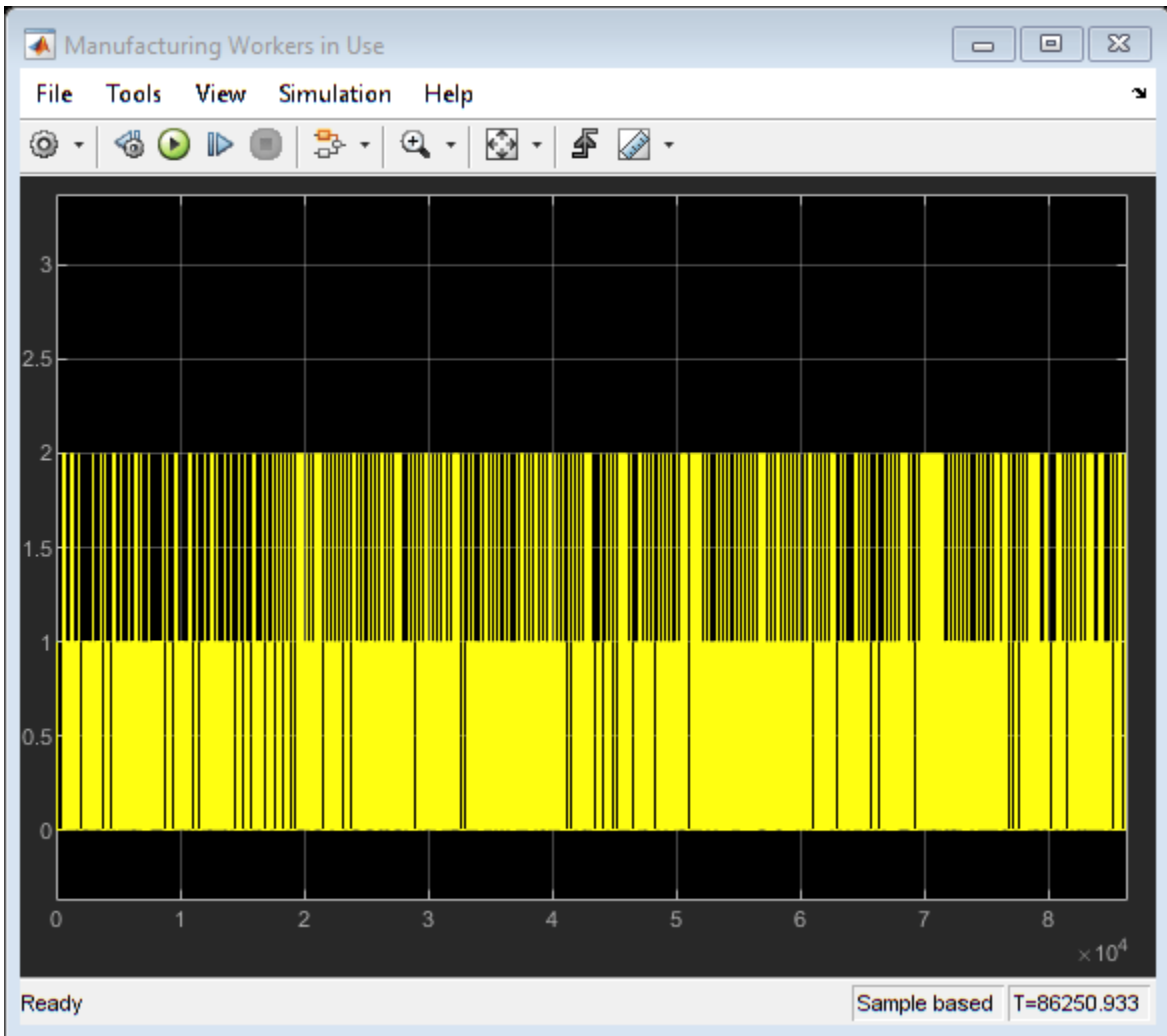 Manufacturing Workers in Use
File Tools View Simulation Help
3
2.5
2
1.5
1
0.5
0
0 1 2 3 4 5 6 7 8
×10⁴
Ready Sample based T=86250.933